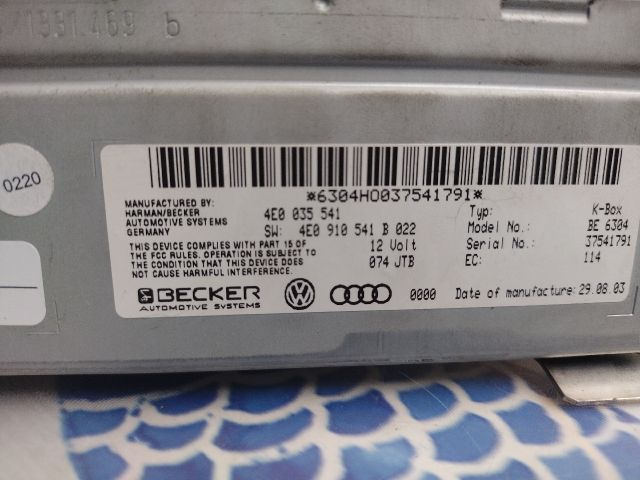 1331.469 b
0220
*6304H0037541791*
MANUFACTURED BY:
HARMAN/BECKER
AUTOMOTIVE SYSTEMS
GERMANY
4E0 035 541
SW: 4E0 910 541 B 022
12 Volt
074 JTB
THIS DEVICE COMPLIES WITH PART 15 OF
THE FCC RULES. OPERATION IS SUBJECT TO
THE CONDITION THAT THIS DEVICE DOES
NOT CAUSE HARMFUL INTERFERENCE.
Typ: K-Box
Model No.: BE 6304
Serial No.: 37541791
EC: 114
BECKER
AUTOMOTIVE SYSTEMS
0000 Date of manufacture: 29.08.03